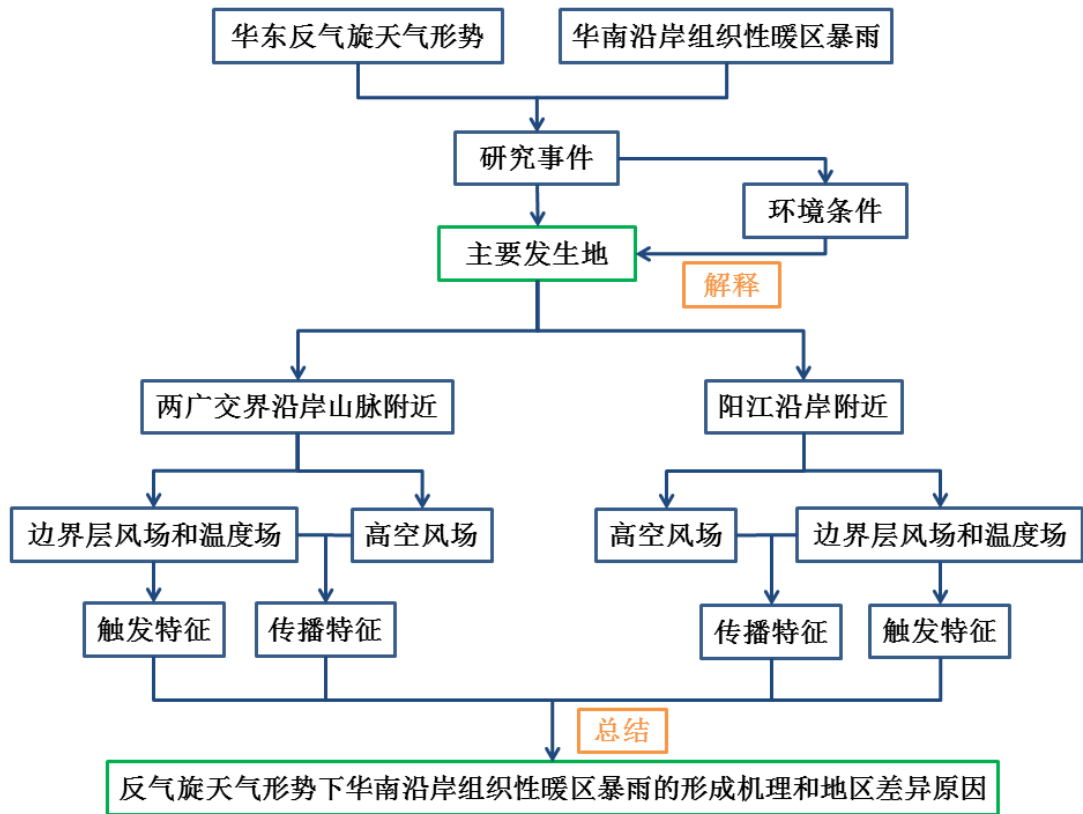 华东反气旋天气形势
华南沿岸组织性暖区暴雨
研究事件
环境条件
主要发生地
解释
两广交界沿岸山脉附近
阳江沿岸附近
边界层风场和温度场
高空风场
高空风场
边界层风场和温度场
触发特征
传播特征
传播特征
触发特征
总结
反气旋天气形势下华南沿岸组织性暖区暴雨的形成机理和地区差异原因